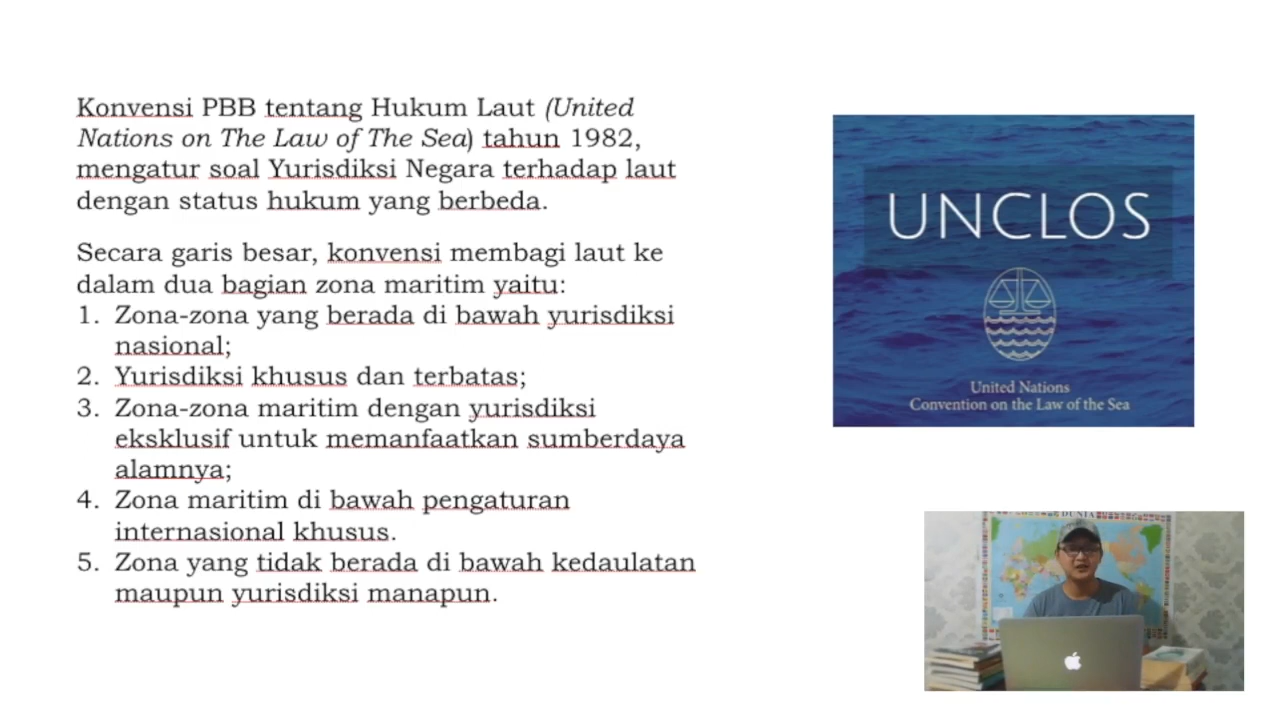 Konvensi PBB tentang Hukum Laut (United
Nations on The Law of The Sea) tahun 1982,
mengatur soal Yurisdiksi Negara terhadap laut
dengan status hukum yang berbeda.
Secara garis besar, konvensi membagi laut ke
dalam dua bagian zona maritim yaitu:
1. Zona-zona yang berada di bawah yurisdiksi
nasional;
2. Yurisdiksi khusus dan terbatas;
3. Zona-zona maritim dengan yurisdiksi
eksklusif untuk memanfaatkan sumberdaya
alamnya;
4. Zona maritim di bawah pengaturan
internasional khusus.
5. Zona yang tidak berada di bawah kedaulatan
maupun yurisdiksi manapun.
UNCLOS
United Nations
Convention on the Law of the Sea
DUNIA